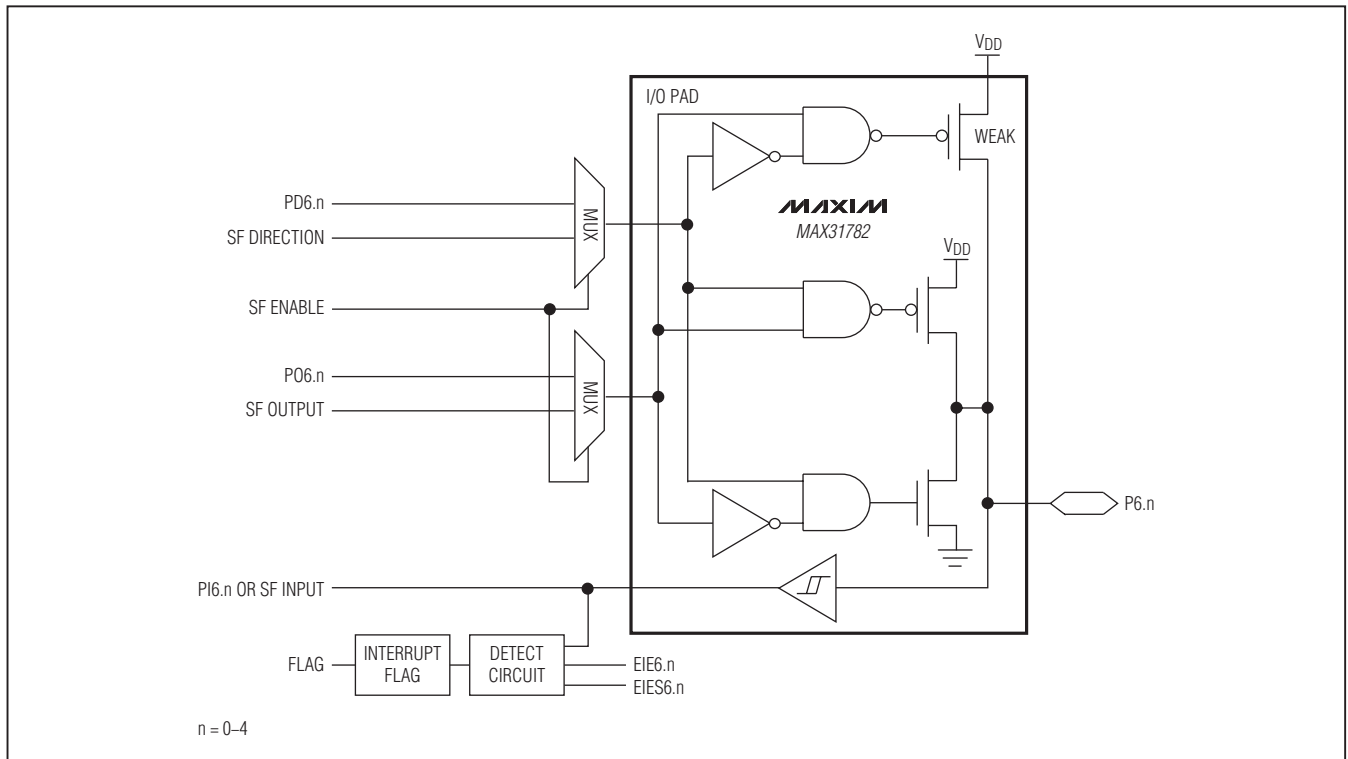 VDD
I/O PAD
WEAK
MAXIM
MAX31782
PD6.n
SF DIRECTION
MUX
SF ENABLE
VDD
PO6.n
SF OUTPUT
MUX
P6.n
PI6.n OR SF INPUT
FLAG
INTERRUPT
FLAG
DETECT
CIRCUIT
EIE6.n
EIES6.n
n = 0–4